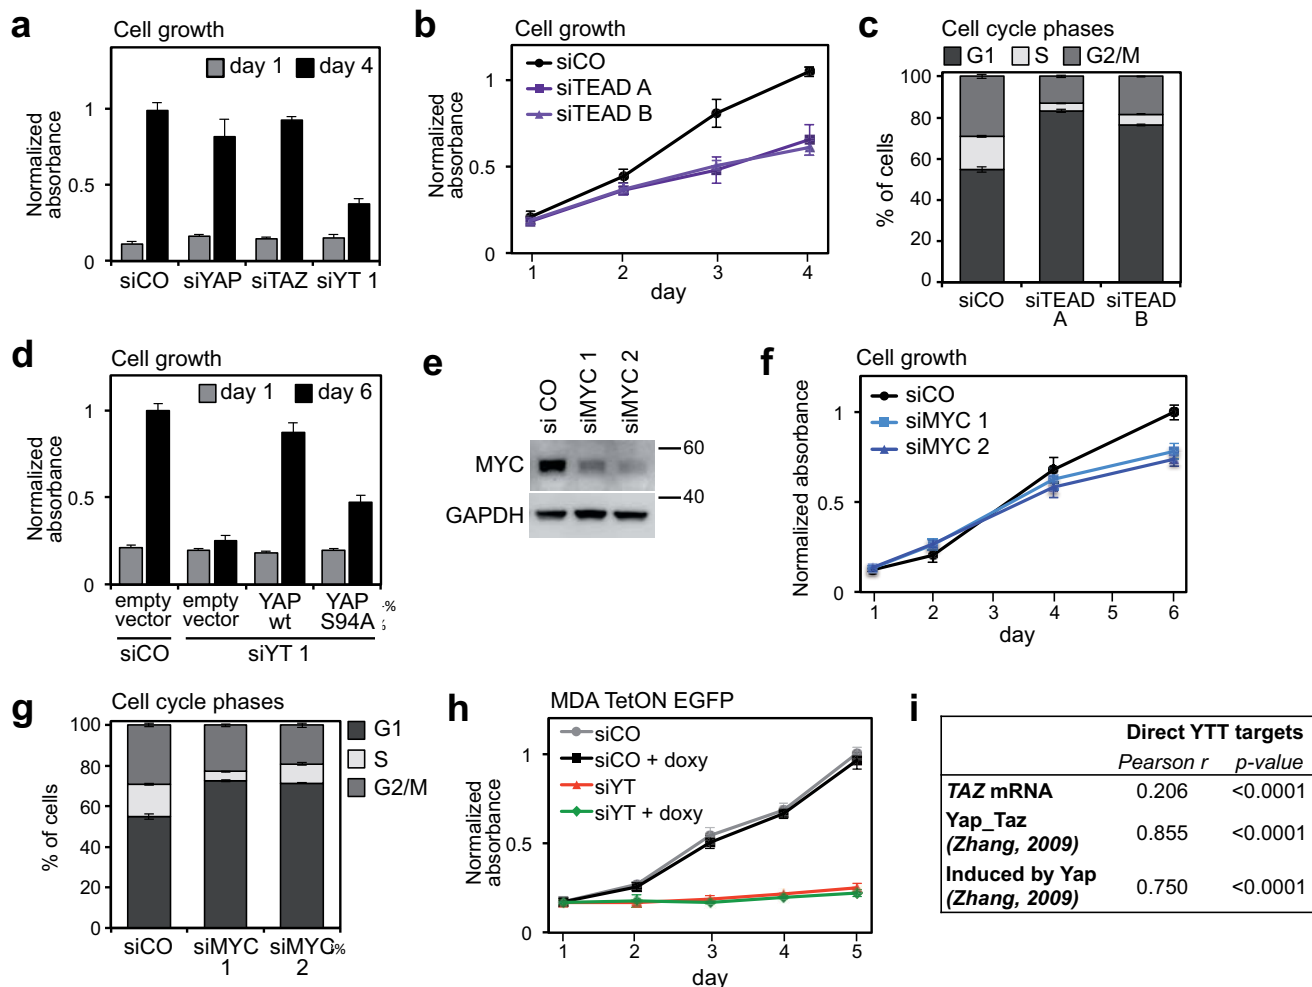 a
Cell growth
day 1 day 4
Normalized
absorbance
1
0.5
0
siCO siYAP siTAZ siYT 1
b
Cell growth
siCO
siTEAD A
siTEAD B
Normalized
absorbance
1
0.5
0
1 2 3 4
day
c
Cell cycle phases
G1 S G2/M
% of cells
100
80
60
40
20
0
siCO siTEAD A siTEAD B
d
Cell growth
day 1 day 6
Normalized
absorbance
1
0.5
0
empty vector empty vector YAP wt YAP S94A
siCO siYT 1
e
si CO siMYC 1 siMYC 2
MYC
GAPDH
60
40
f
Cell growth
siCO
siMYC 1
siMYC 2
Normalized absorbance
1
0.5
0
1 2 3 4 5 6
day
g
Cell cycle phases
G1
S
G2/M
% of cells
100
80
60
40
20
0
siCO siMYC 1 siMYC 2
h
MDA TetON EGFP
siCO
siCO + doxy
siYT
siYT + doxy
Normalized
absorbance
1
0.5
0
1 2 3 4 5
day
i
Direct YTT targets
Pearson r p-value
TAZ mRNA 0.206 <0.0001
Yap_Taz
(Zhang, 2009) 0.855 <0.0001
Induced by Yap
(Zhang, 2009) 0.750 <0.0001